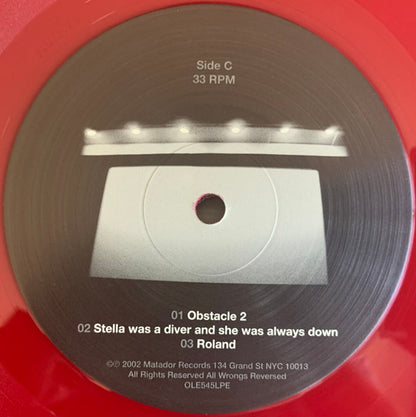 Side C
33 RPM
01 Obstacle 2
02 Stella was a diver and she was always down
03 Roland
©℗ 2002 Matador Records 134 Grand St NYC 10013
All Rights Reserved All Wrongs Reversed
OLE545LPE